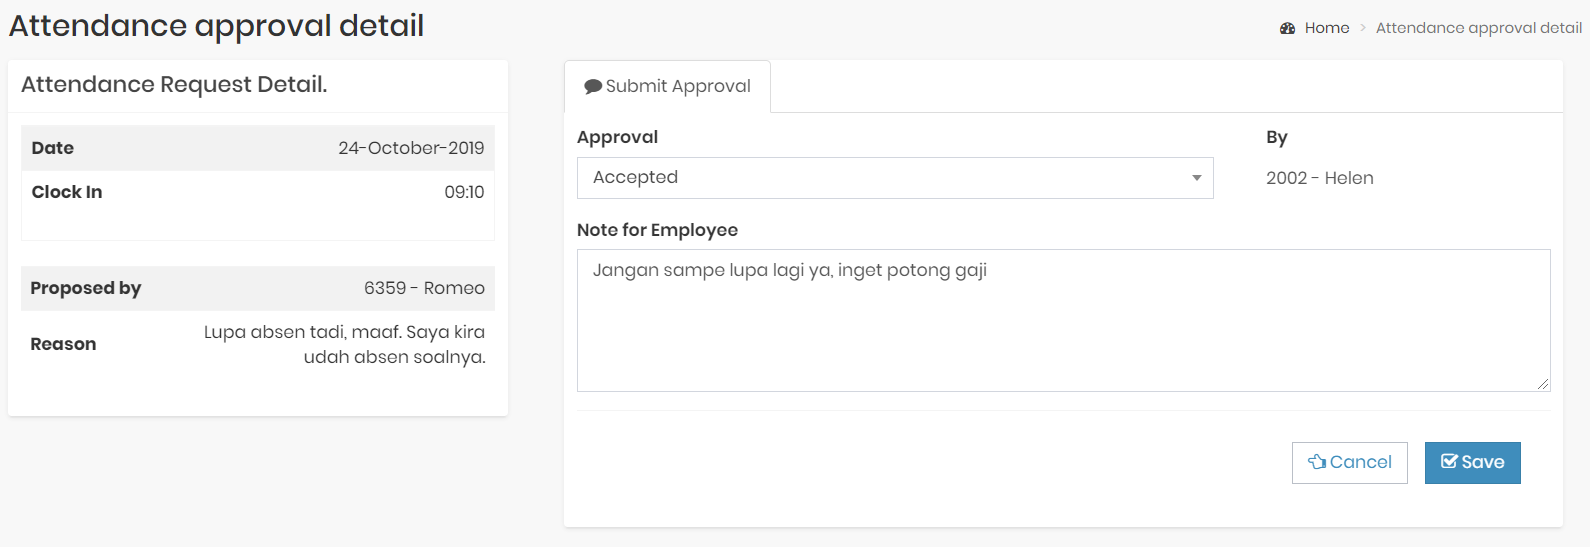 Attendance approval detail
Home > Attendance approval detail
Attendance Request Detail.
Date 24-October-2019
Clock In 09:10
Proposed by 6359 - Romeo
Reason Lupa absen tadi, maaf. Saya kira
udah absen soalnya.
Submit Approval
Approval By
Accepted 2002 - Helen
Note for Employee
Jangan sampe lupa lagi ya, inget potong gaji
Cancel Save